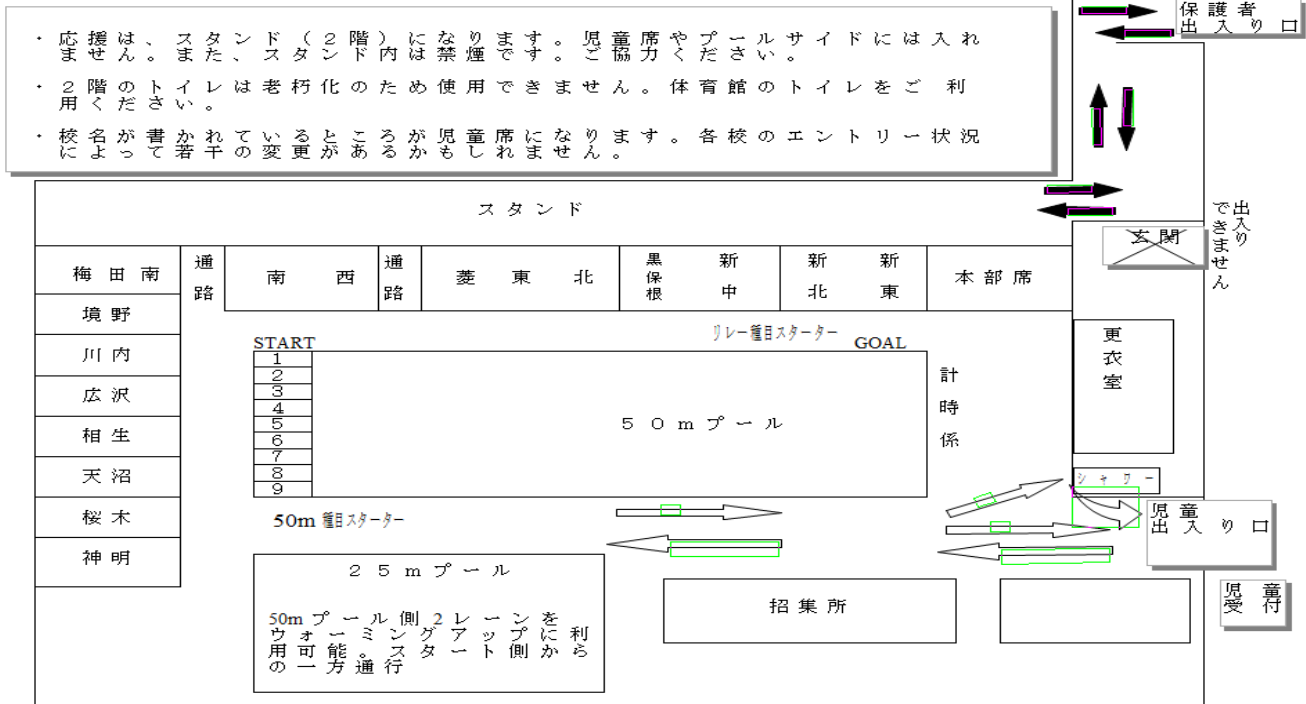 保護者
出入り口
・応援は、スタンド（２階）になります。児童席やプールサイドには入れ
ません。また、スタンド内は禁煙です。ご協力ください。
・２階のトイレは老朽化のため使用できません。体育館のトイレをご 利
用ください。
・校名が書かれているところが児童席になります。各校のエントリー状況
によって若干の変更があるかもしれません。
スタンド
出入り
できません
玄関
梅田南
通路
南 西
通路
菱 東 北
黒保根
新中
新北
新東
本部席
境野
川内
広沢
相生
天沼
桜木
神明
リレー種目スターター
START
GOAL
1
2
3
4
5
6
7
8
9
５０ｍプール
計時係
更衣室
シャワー
50m 種目スターター
児童
出入り口
２５ｍプール
50mプール側2レーンを
ウォーミングアップに利
用可能。スタート側から
の一方通行
招集所
児童
受付